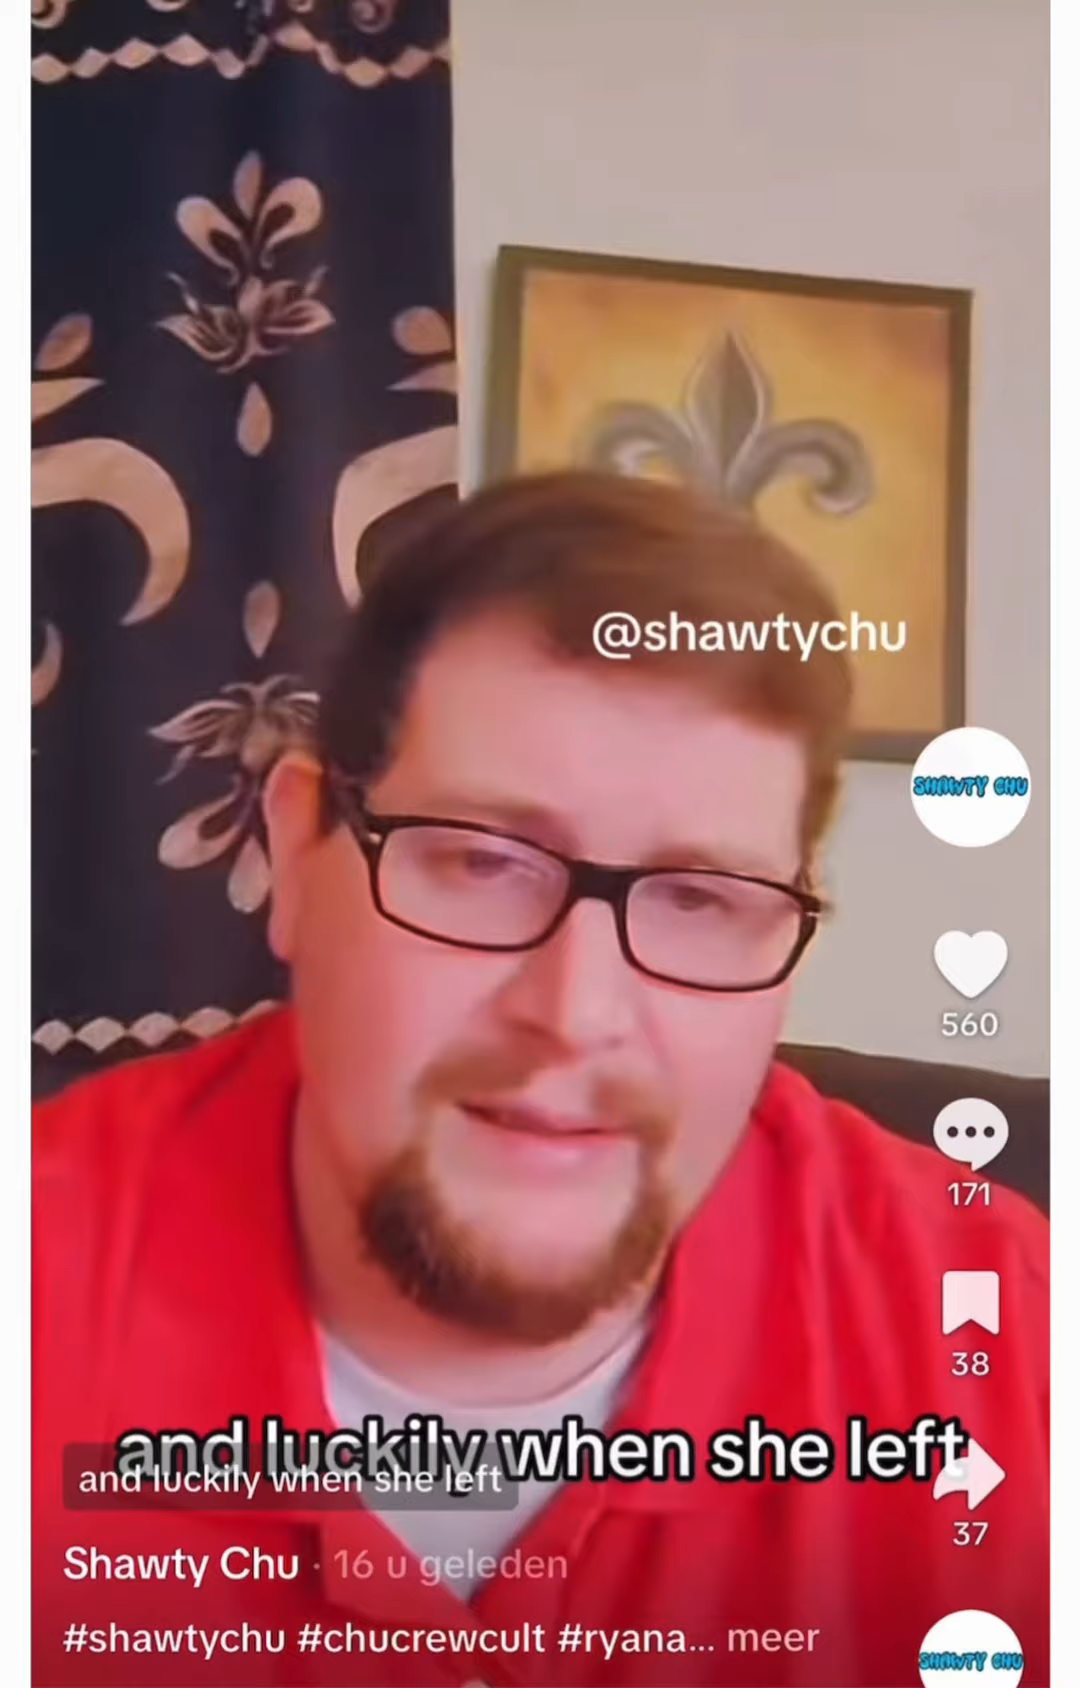 @shawtychu
SHAWTY CHU
560
171
38
and luckily when she left
and luckily when she left
37
Shawty Chu · 16 u geleden
#shawtychu #chucrewcult #ryana... meer
SHAWTY CHU